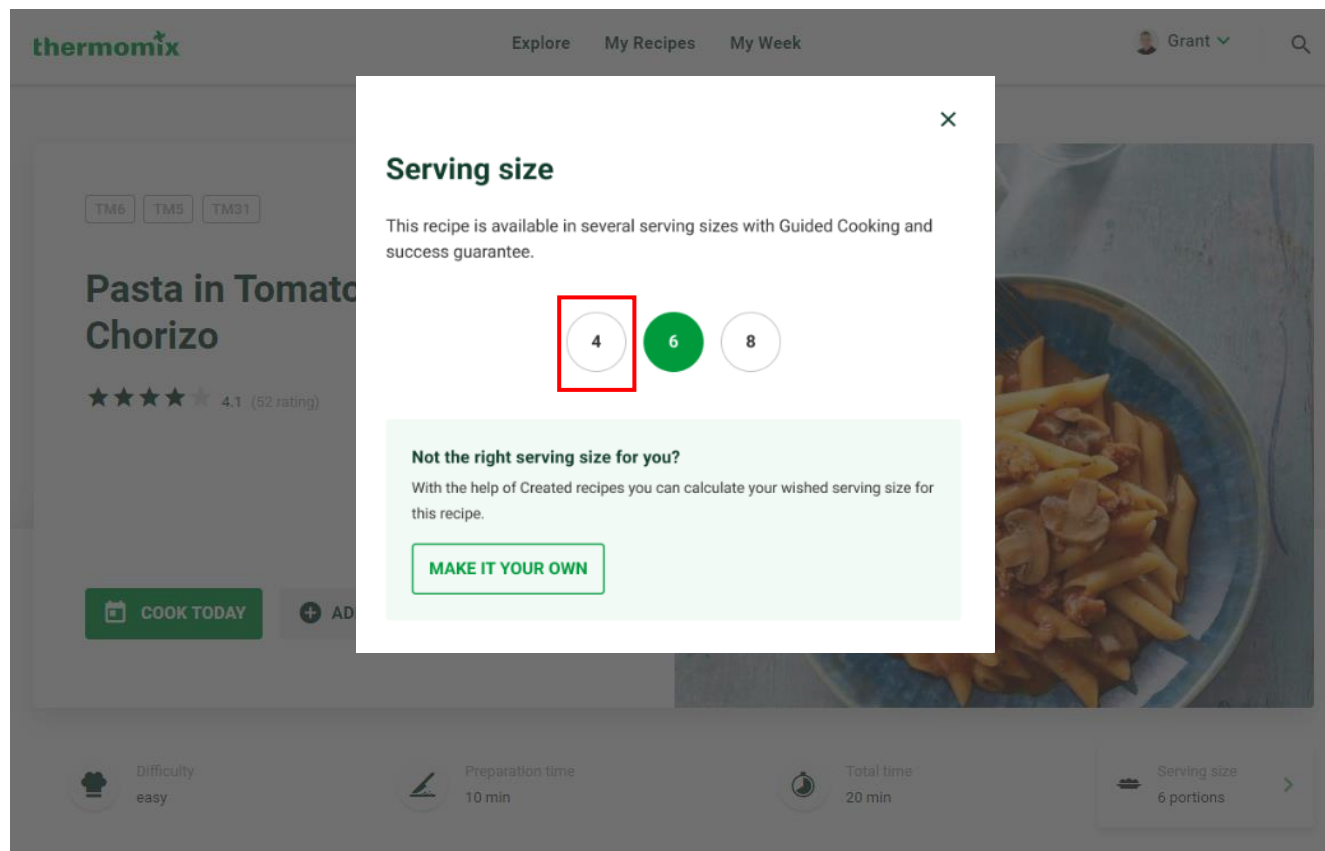 thermomix
Explore My Recipes My Week
Grant
Serving size
This recipe is available in several serving sizes with Guided Cooking and
success guarantee.
4 6 8
Not the right serving size for you?
With the help of Created recipes you can calculate your wished serving size for
this recipe.
MAKE IT YOUR OWN
TM6 TM5 TM31
Pasta in Tomato
Chorizo
4.1 (52 rating)
COOK TODAY AD
Difficulty
easy
Preparation time
10 min
Total time
20 min
Serving size
6 portions